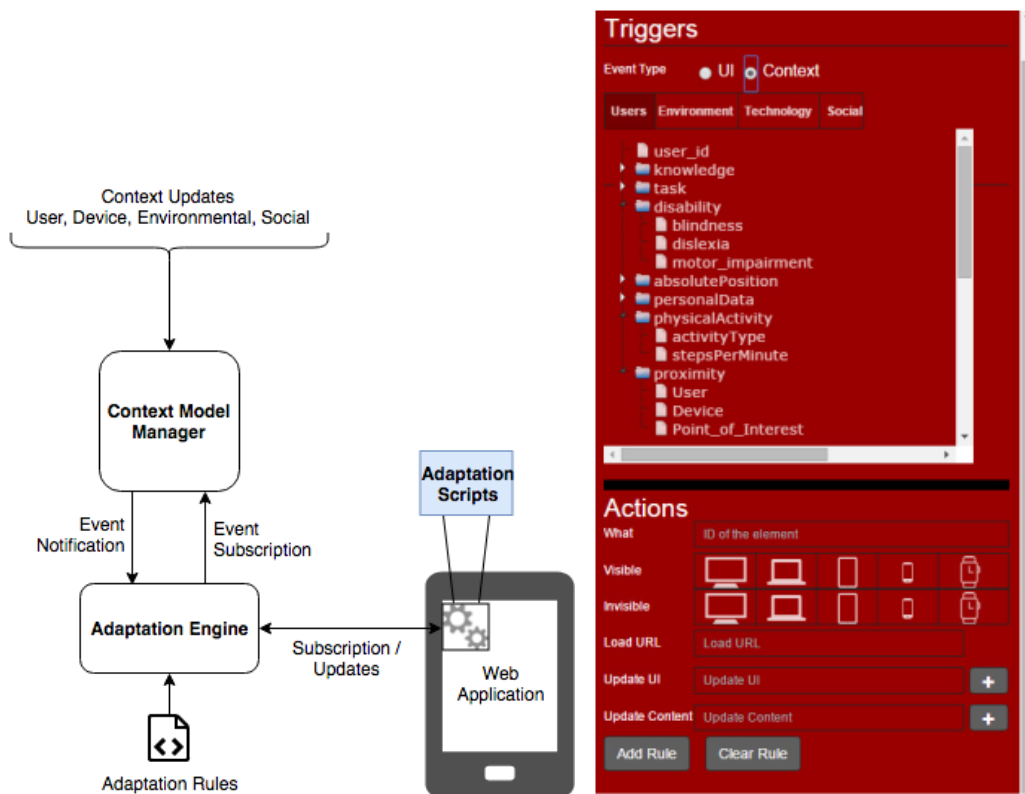 Context Updates
User, Device, Environmental, Social
Context Model
Manager
Event
Notification
Event
Subscription
Adaptation
Scripts
Adaptation Engine
Subscription /
Updates
Web
Application
Adaptation Rules
Triggers
Event Type UI Context
Users Environment Technology Social
user_id
knowledge
task
disability
blindness
dislexia
motor_impairment
absolutePosition
personalData
physicalActivity
activityType
stepsPerMinute
proximity
User
Device
Point_of_Interest
Actions
What ID of the element
Visible
Invisible
Load URL Load URL
Update UI Update UI +
Update Content Update Content +
Add Rule Clear Rule